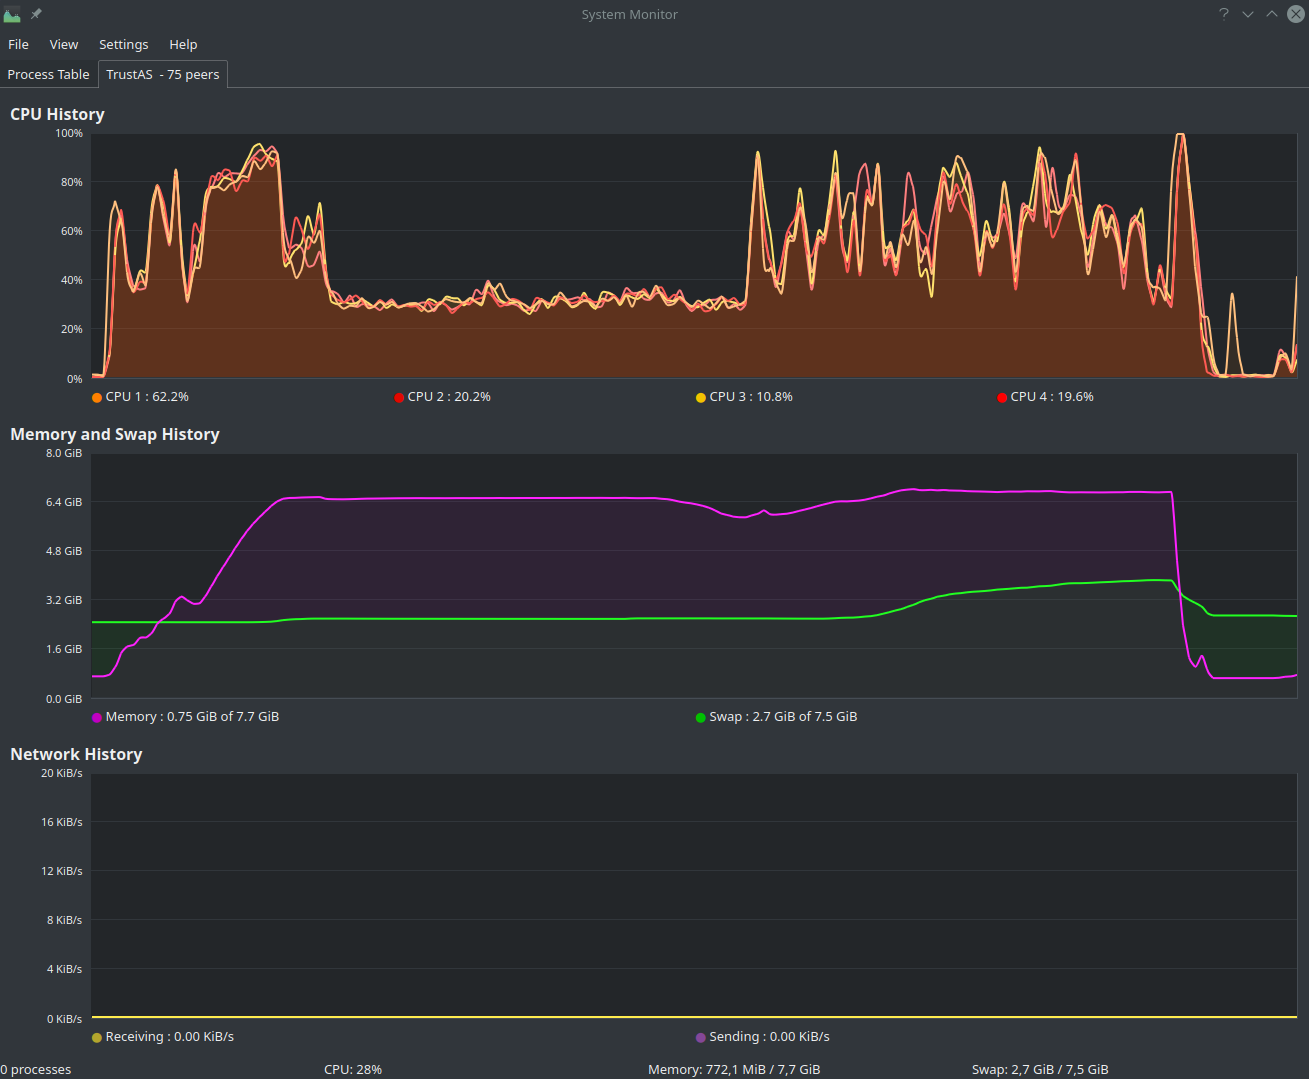 System Monitor
?
File View Settings Help
Process Table TrustAS - 75 peers
CPU History
100%
80%
60%
40%
20%
0%
CPU 1 : 62.2% CPU 2 : 20.2% CPU 3 : 10.8% CPU 4 : 19.6%
Memory and Swap History
8.0 GiB
6.4 GiB
4.8 GiB
3.2 GiB
1.6 GiB
0.0 GiB
Memory : 0.75 GiB of 7.7 GiB Swap : 2.7 GiB of 7.5 GiB
Network History
20 KiB/s
16 KiB/s
12 KiB/s
8 KiB/s
4 KiB/s
0 KiB/s
Receiving : 0.00 KiB/s Sending : 0.00 KiB/s
0 processes CPU: 28% Memory: 772,1 MiB / 7,7 GiB Swap: 2,7 GiB / 7,5 GiB